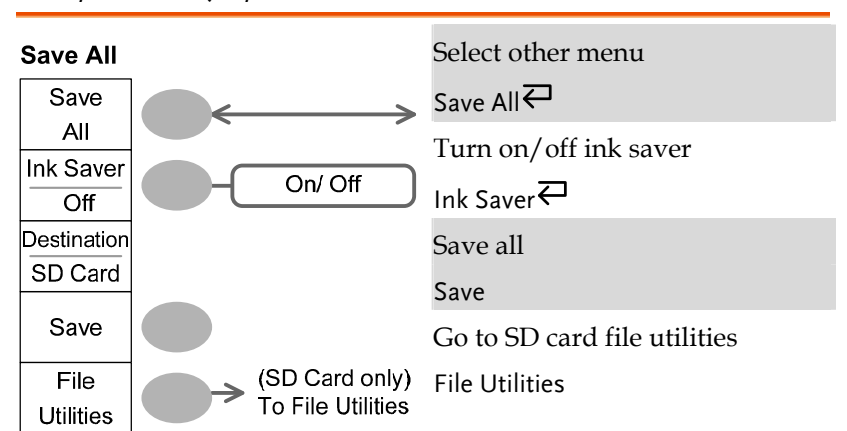 Save All
Save
All
Ink Saver
Off
Destination
SD Card
Save
File
Utilities
On/ Off
(SD Card only)
To File Utilities
Select other menu
Save All
Turn on/off ink saver
Ink Saver
Save all
Save
Go to SD card file utilities
File Utilities